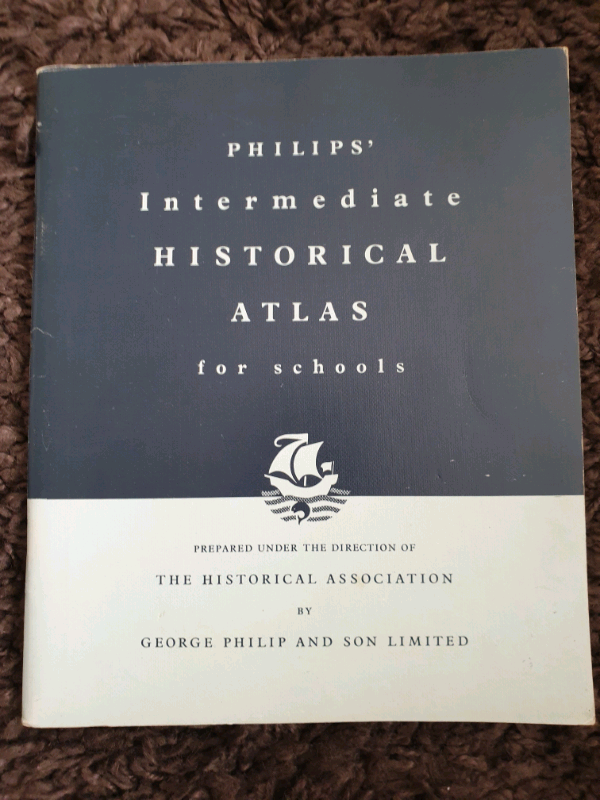 PHILIPS'
Intermediate
HISTORICAL
ATLAS
for schools
PREPARED UNDER THE DIRECTION OF
THE HISTORICAL ASSOCIATION
BY
GEORGE PHILIP AND SON LIMITED